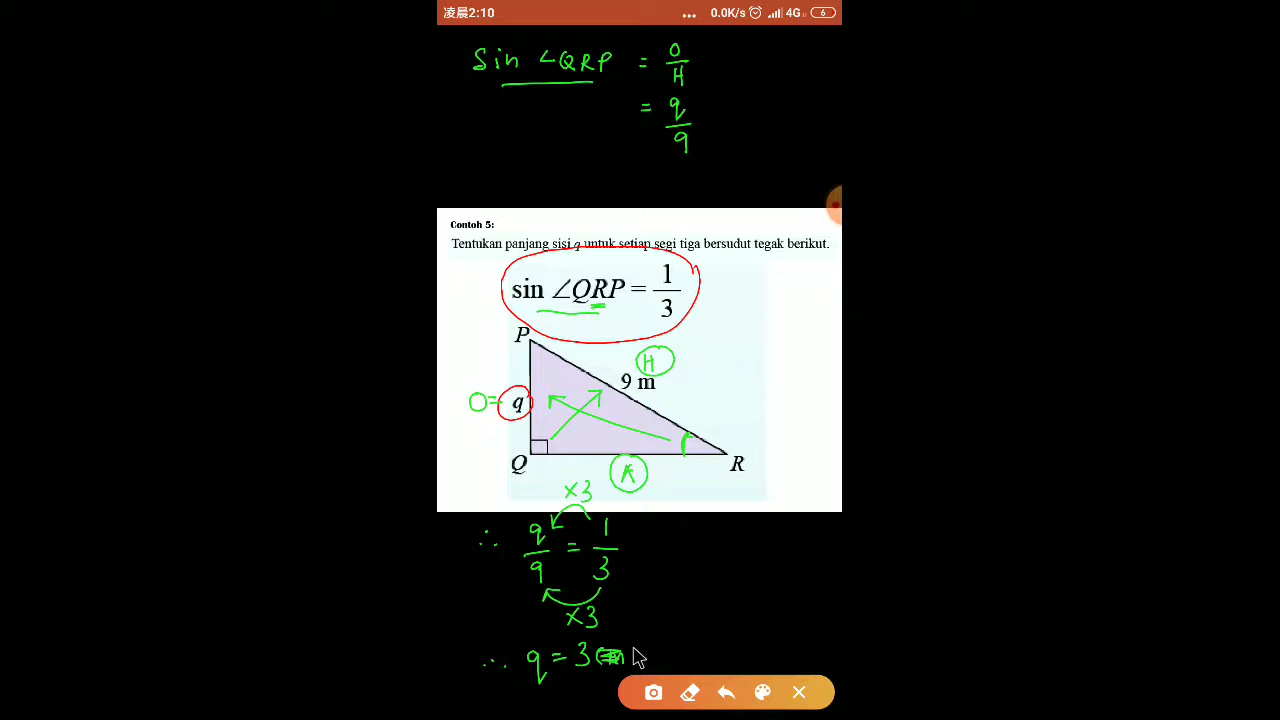 凌晨2:10 ... 0.0K/s 4G 6
Sin ∠QRP = O/H
= q/9
Contoh 5:
Tentukan panjang sisi q untuk setiap segi tiga bersudut tegak berikut.
sin ∠QRP = 1/3
P
H
9 m
O= q
Q
R
A
×3
∴ q/9 = 1/3
×3
∴ q = 3